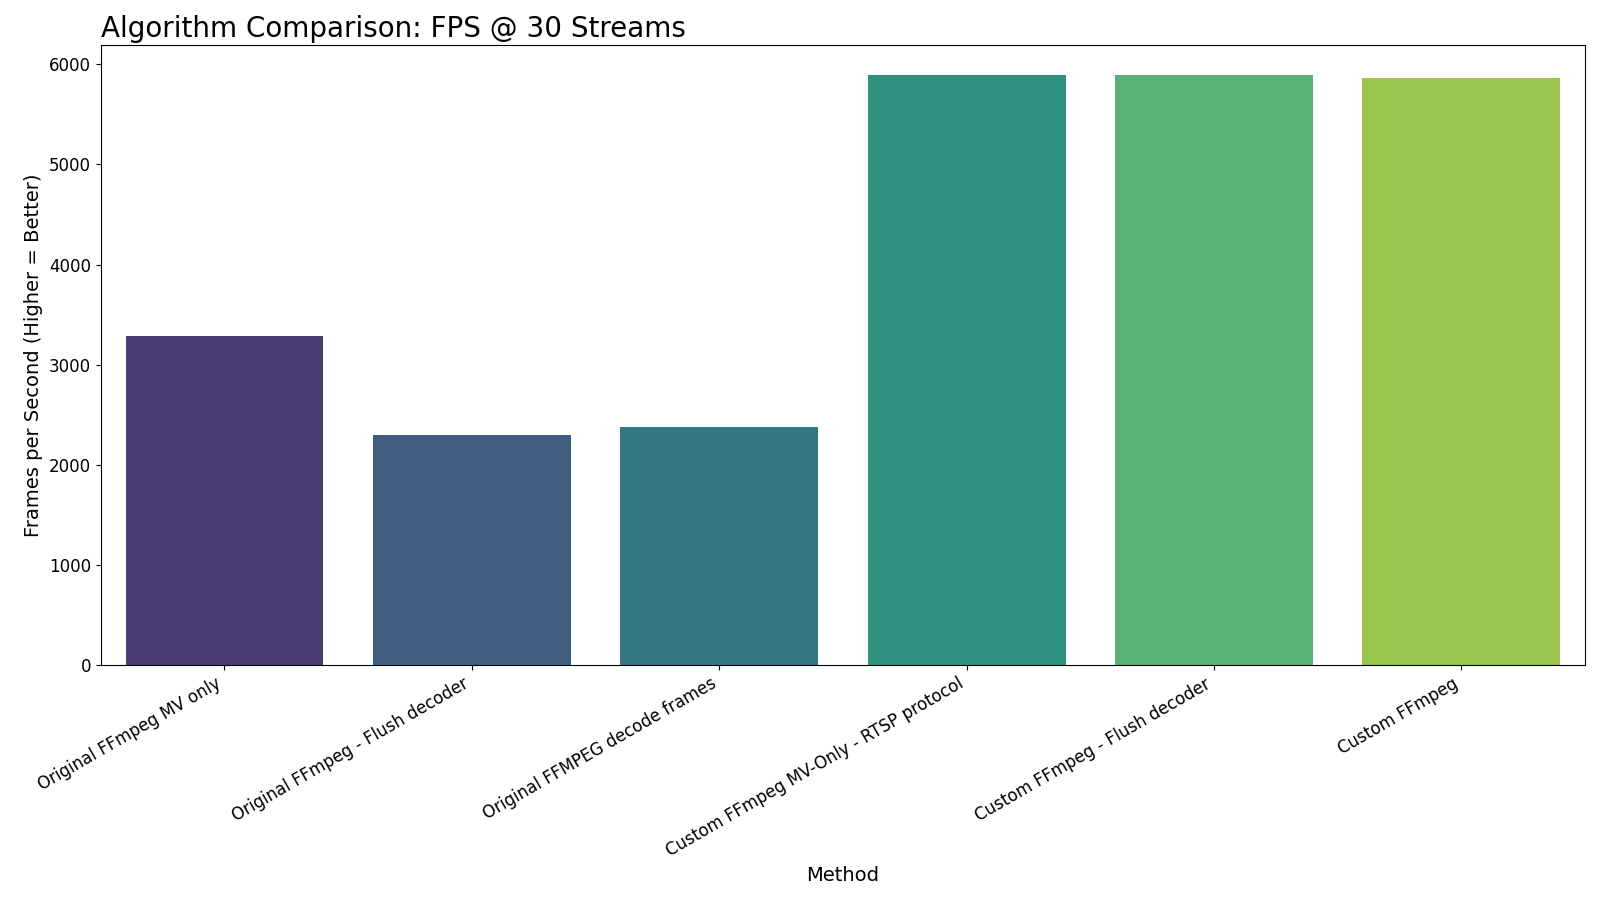 Algorithm Comparison: FPS @ 30 Streams
Frames per Second (Higher = Better)
6000
5000
4000
3000
2000
1000
0
Original FFmpeg MV only
Original FFmpeg - Flush decoder
Original FFMPEG decode frames
Custom FFmpeg MV-Only - RTSP protocol
Custom FFmpeg - Flush decoder
Custom FFmpeg
Method